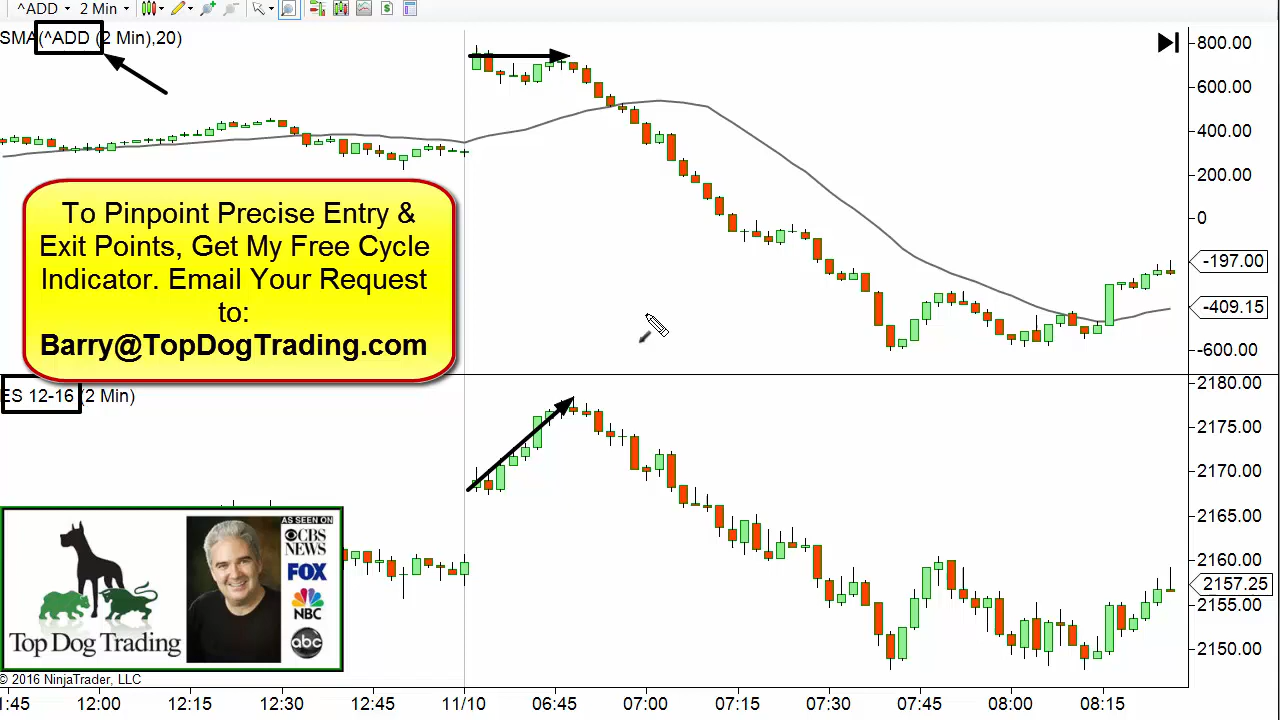 ^ADD 2 Min
SMA(^ADD (2 Min),20)
800.00
600.00
400.00
200.00
0
-197.00
-409.15
-600.00
To Pinpoint Precise Entry &
Exit Points, Get My Free Cycle
Indicator. Email Your Request
to:
Barry@TopDogTrading.com
ES 12-16 (2 Min)
2180.00
2175.00
2170.00
2165.00
2160.00
2157.25
2155.00
2150.00
AS SEEN ON
CBS
NEWS
FOX
NBC
abc
Top Dog Trading
© 2016 NinjaTrader, LLC
:45 12:00 12:15 12:30 12:45 11/10 06:45 07:00 07:15 07:30 07:45 08:00 08:15